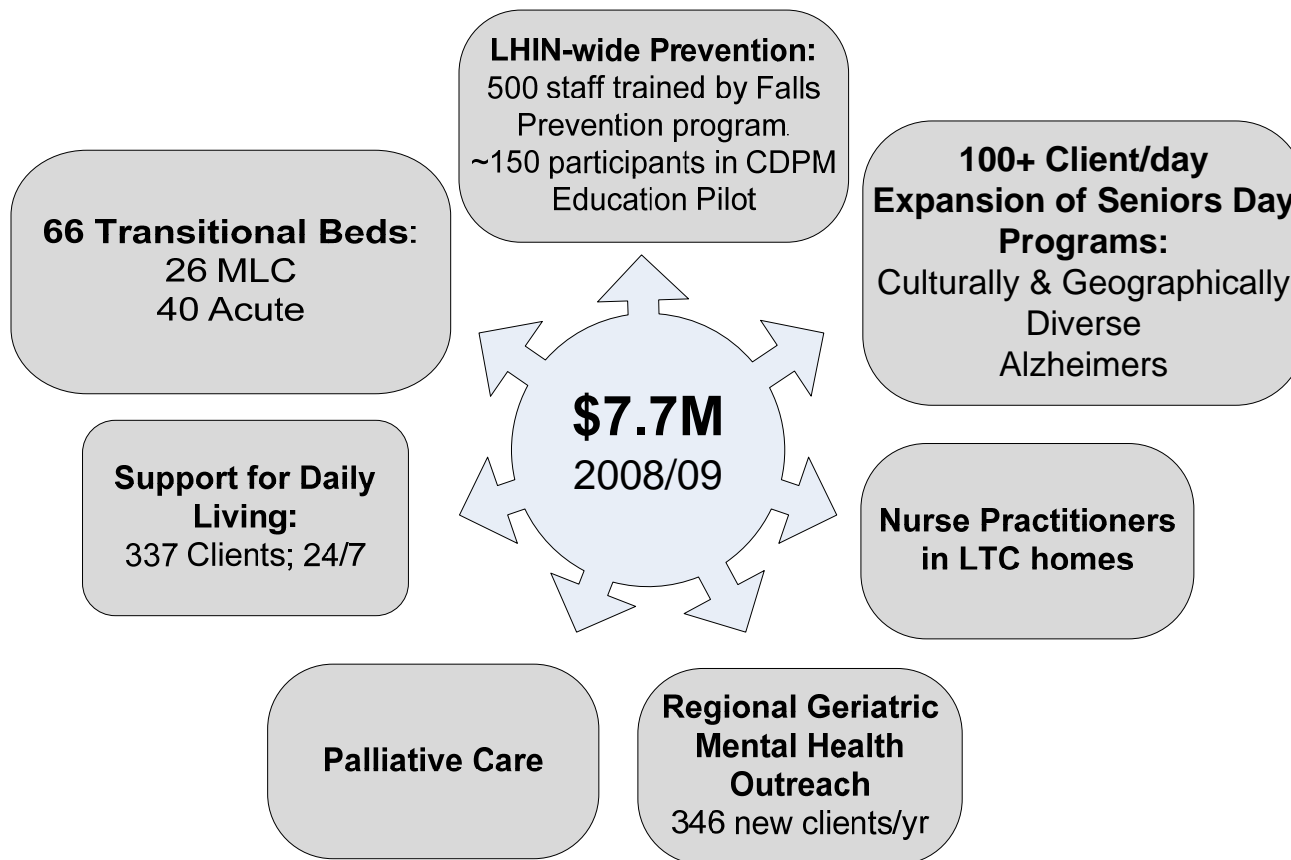 LHIN-wide Prevention:
500 staff trained by Falls
Prevention program.
~150 participants in CDPM
Education Pilot
100+ Client/day
Expansion of Seniors Day
Programs:
Culturally & Geographically
Diverse
Alzheimers
66 Transitional Beds:
26 MLC
40 Acute
$7.7M
2008/09
Support for Daily
Living:
337 Clients; 24/7
Nurse Practitioners
in LTC homes
Palliative Care
Regional Geriatric
Mental Health
Outreach
346 new clients/yr